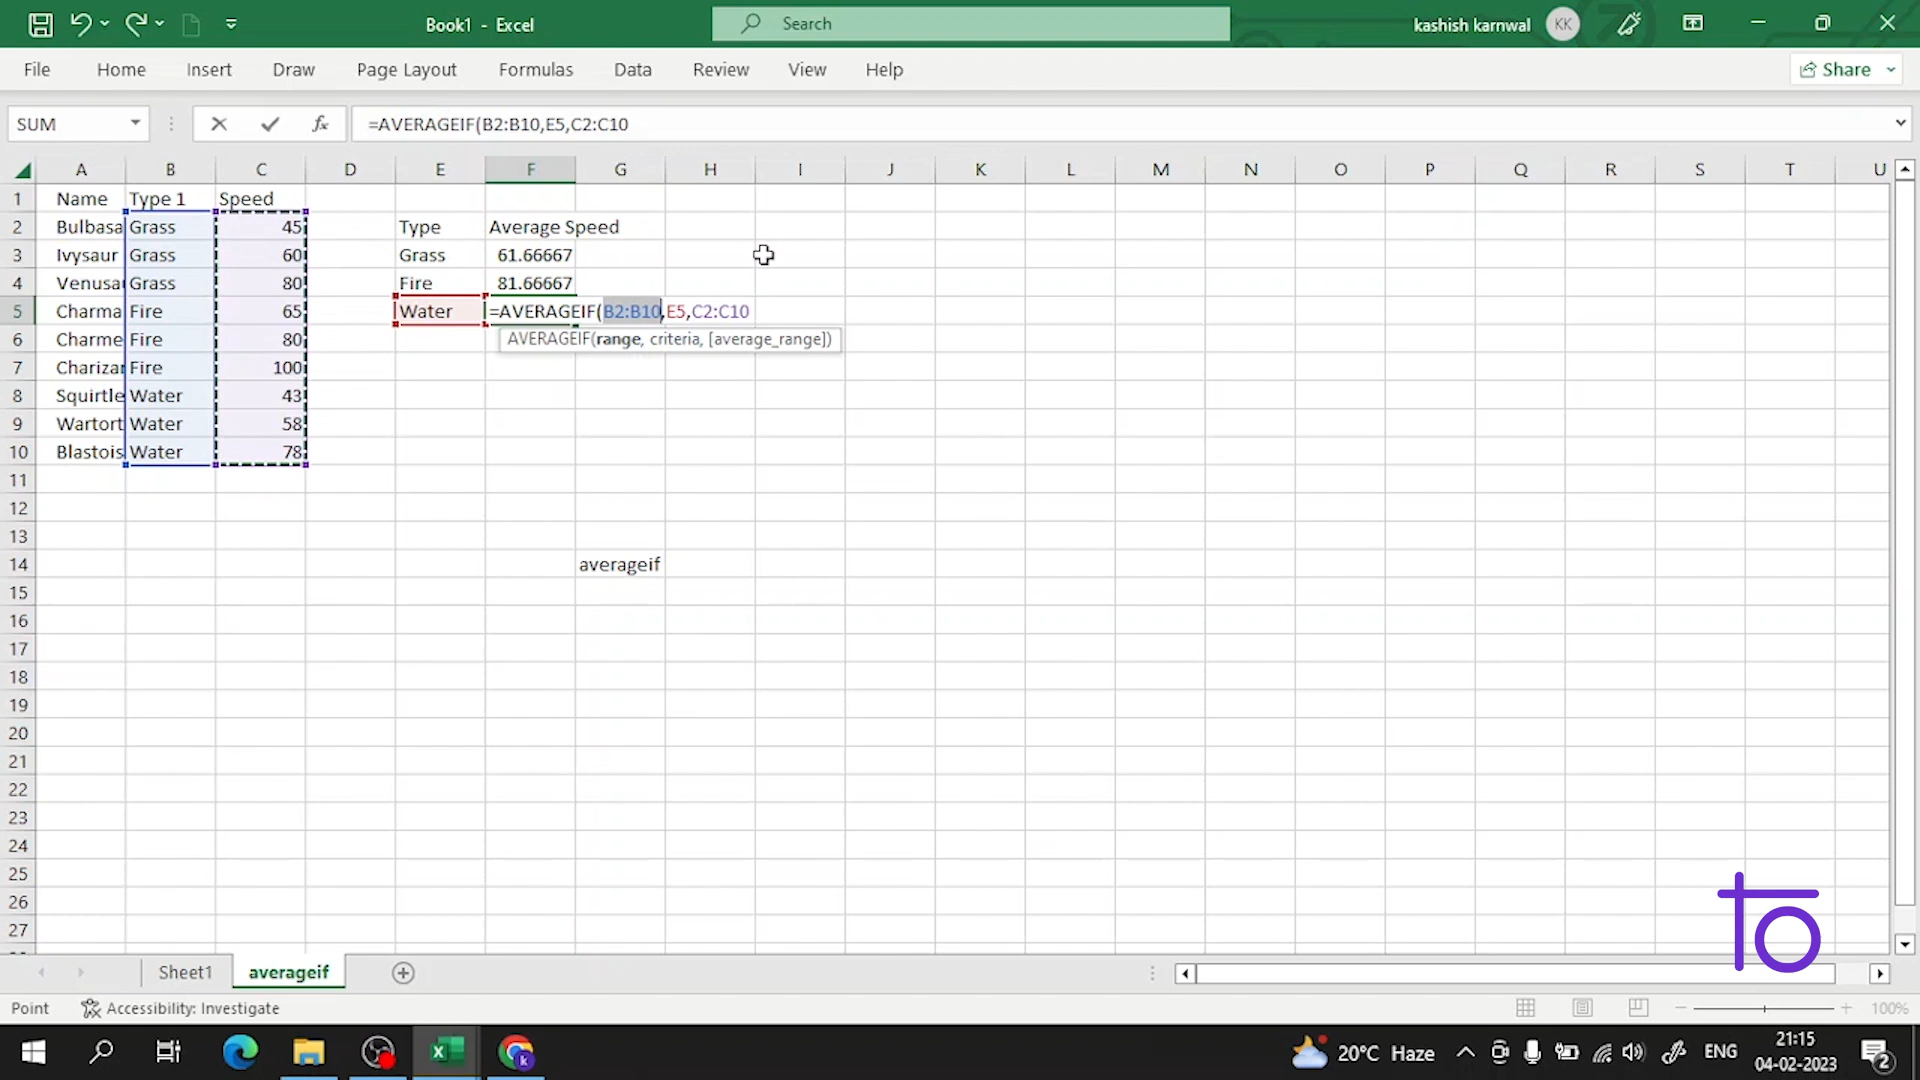 Book1 - Excel
Search
kashish karnwal KK
File Home Insert Draw Page Layout Formulas Data Review View Help Share
SUM fx =AVERAGEIF(B2:B10,E5,C2:C10
A B C D E F G H I J K L M N O P Q R S T U
1 Name Type 1 Speed
2 Bulbasa Grass 45 Type Average Speed
3 Ivysaur Grass 60 Grass 61.66667
4 Venusa Grass 80 Fire 81.66667
5 Charma Fire 65 Water =AVERAGEIF(B2:B10,E5,C2:C10
6 Charme Fire 80 AVERAGEIF(range, criteria, [average_range])
7 Chariza Fire 100
8 Squirtle Water 43
9 Wartort Water 58
10 Blastois Water 78
11
12
13
14 averageif
15
16
17
18
19
20
21
22
23
24
25
26
27
to
Sheet1 averageif
Point Accessibility: Investigate 100%
20°C Haze ENG 21:15
04-02-2023 2